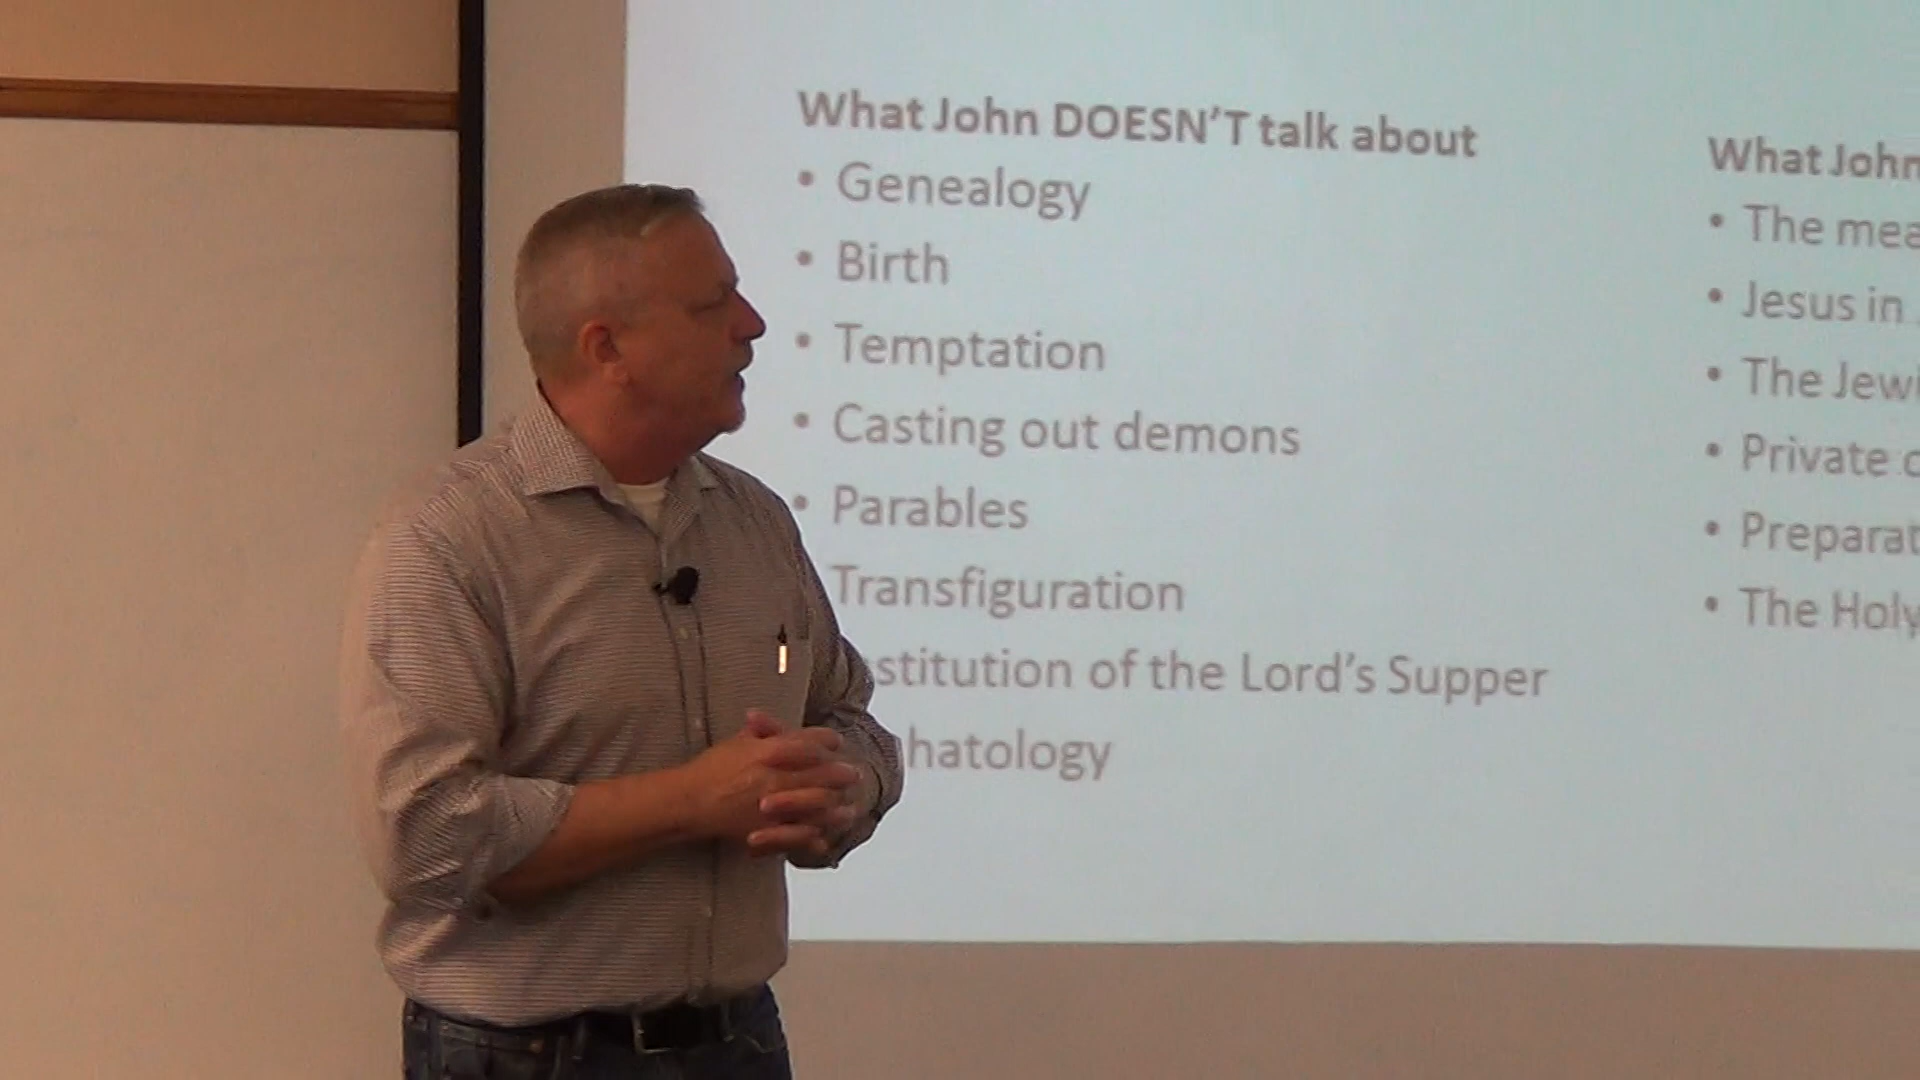 What John DOESN'T talk about
• Genealogy
• Birth
• Temptation
• Casting out demons
• Parables
Transfiguration
stitution of the Lord's Supper
hatology
What John
• The mea
• Jesus in
• The Jewi
• Private
• Preparat
• The Holy